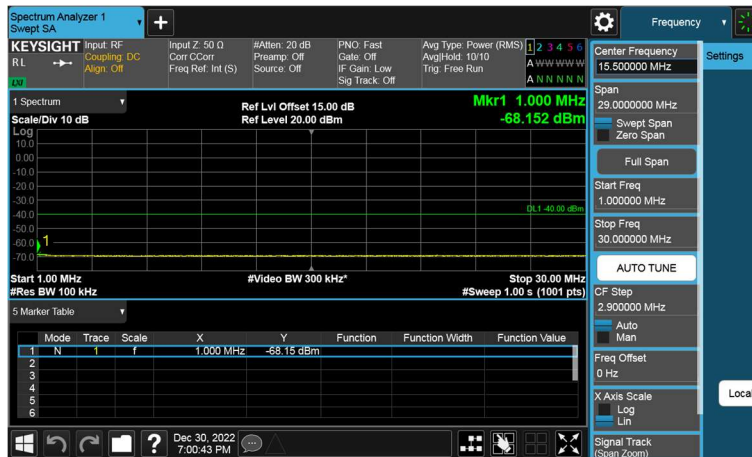 Spectrum Analyzer 1
Swept SA
Frequency
KEYSIGHT
RL
LXI
Input: RF
Coupling: DC
Align: Off
Input Z: 50 Ω
Corr CCorr
Freq Ref: Int (S)
#Atten: 20 dB
Preamp: Off
Source: Off
PNO: Fast
Gate: Off
IF Gain: Low
Sig Track: Off
Avg Type: Power (RMS)
Avg|Hold: 10/10
Trig: Free Run
1 2 3 4 5 6
A W W W W W
A N N N N N
1 Spectrum
Scale/Div 10 dB
Ref Lvl Offset 15.00 dB
Ref Level 20.00 dBm
Mkr1 1.000 MHz
-68.152 dBm
Log
10.0
0.00
-10.0
-20.0
-30.0
-40.0
-50.0
-60.0
-70.0
DL1 -40.00 dBm
1
Start 1.00 MHz
#Res BW 100 kHz
#Video BW 300 kHz*
Stop 30.00 MHz
#Sweep 1.00 s (1001 pts)
5 Marker Table
Mode Trace Scale X Y Function Function Width Function Value
1 N 1 f 1.000 MHz -68.15 dBm
2
3
4
5
6
Dec 30, 2022
7:00:43 PM
Center Frequency
15.500000 MHz
Settings
Span
29.0000000 MHz
Swept Span
Zero Span
Full Span
Start Freq
1.000000 MHz
Stop Freq
30.000000 MHz
AUTO TUNE
CF Step
2.900000 MHz
Auto
Man
Freq Offset
0 Hz
X Axis Scale
Log
Lin
Local
Signal Track
(Span Zoom)